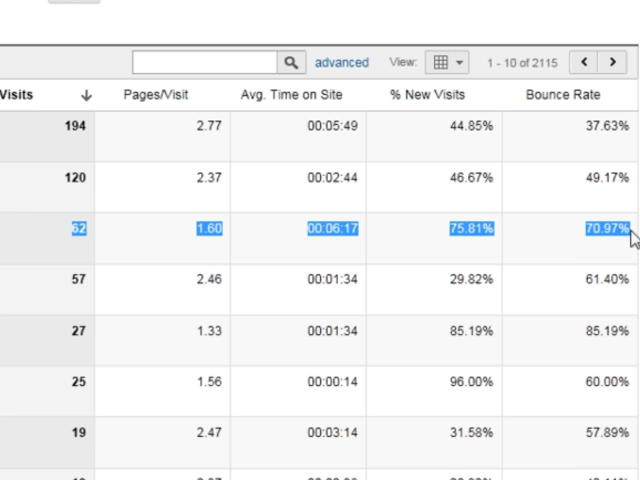 advanced View: 1 - 10 of 2115
Visits Pages/Visit Avg. Time on Site % New Visits Bounce Rate
194 2.77 00:05:49 44.85% 37.63%
120 2.37 00:02:44 46.67% 49.17%
62 1.60 00:06:17 75.81% 70.97%
57 2.46 00:01:34 29.82% 61.40%
27 1.33 00:01:34 85.19% 85.19%
25 1.56 00:00:14 96.00% 60.00%
19 2.47 00:03:14 31.58% 57.89%